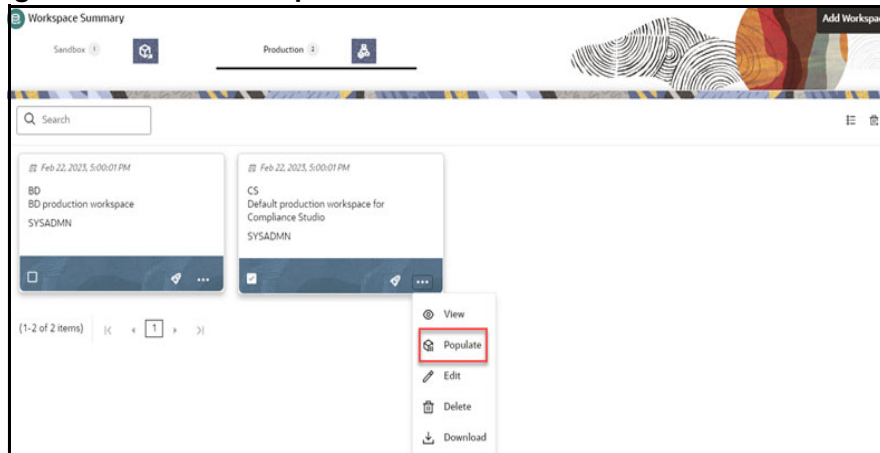 Workspace Summary
Add Workspac
Sandbox 1
Production 2
Search
Feb 22, 2023, 5:00:01 PM
BD
BD production workspace
SYSADMN
Feb 22, 2023, 5:00:01 PM
CS
Default production workspace for
Compliance Studio
SYSADMN
(1-2 of 2 items) 1
View
Populate
Edit
Delete
Download